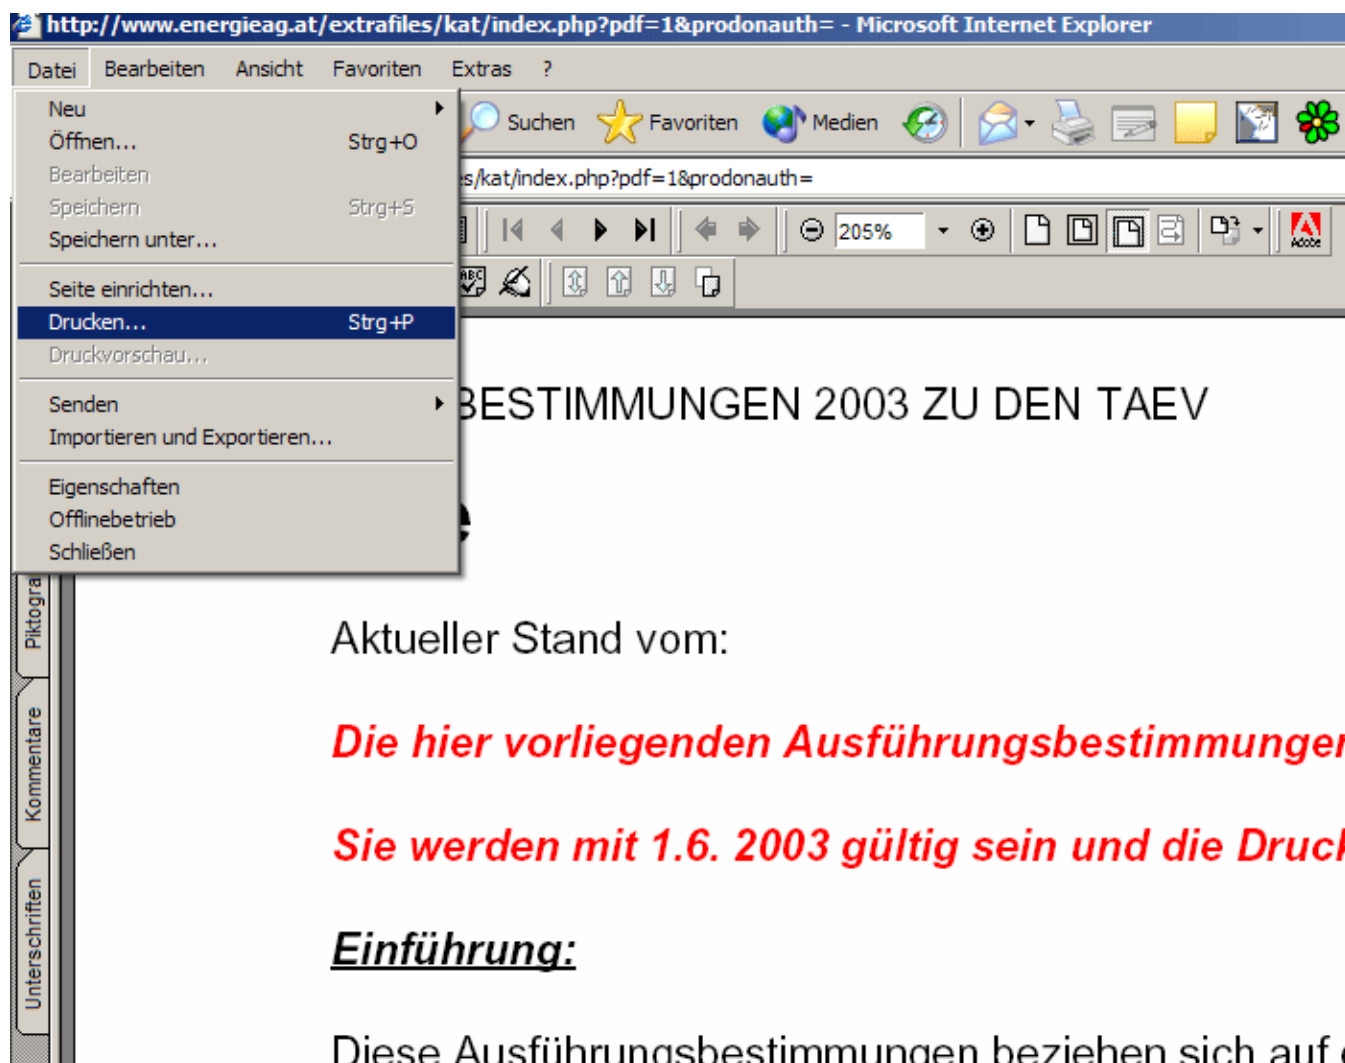 http://www.energieag.at/extrafiles/kat/index.php?pdf=1&prodonauth= - Microsoft Internet Explorer
Datei Bearbeiten Ansicht Favoriten Extras ?
Neu
Öffnen... Strg+O
Bearbeiten
Speichern Strg+S
Speichern unter...
Seite einrichten...
Drucken... Strg+P
Druckvorschau...
Senden
Importieren und Exportieren...
Eigenschaften
Offlinebetrieb
Schließen
Suchen Favoriten Medien
es/kat/index.php?pdf=1&prodonauth=
205%
Adobe
ABC
BESTIMMUNGEN 2003 ZU DEN TAEV
e
Aktueller Stand vom:
Die hier vorliegenden Ausführungsbestimmungen
Sie werden mit 1.6. 2003 gültig sein und die Druck
Einführung:
Diese Ausführungsbestimmungen beziehen sich auf
Piktogra
Kommentare
Unterschriften